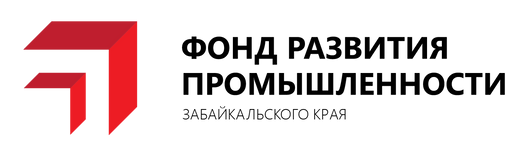 ФОНД РАЗВИТИЯ
ПРОМЫШЛЕННОСТИ
ЗАБАЙКАЛЬСКОГО КРАЯ